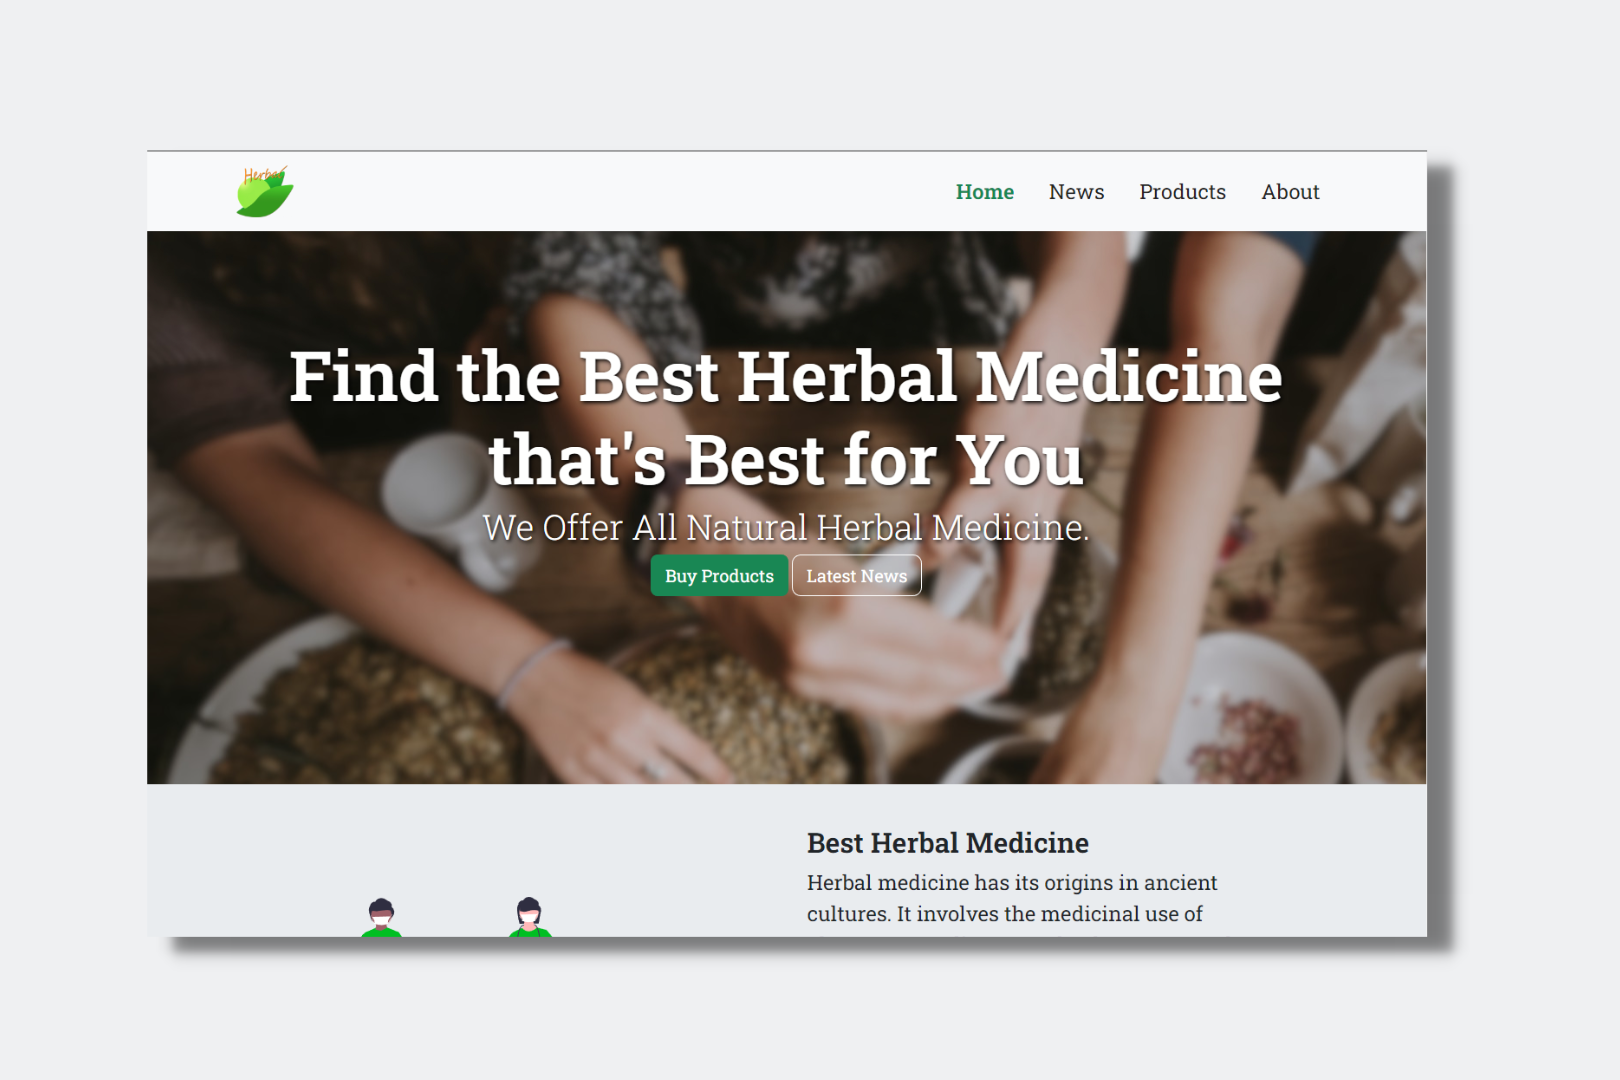 Herba
Home News Products About
Find the Best Herbal Medicine
that's Best for You
We Offer All Natural Herbal Medicine.
Buy Products Latest News
Best Herbal Medicine
Herbal medicine has its origins in ancient
cultures. It involves the medicinal use of